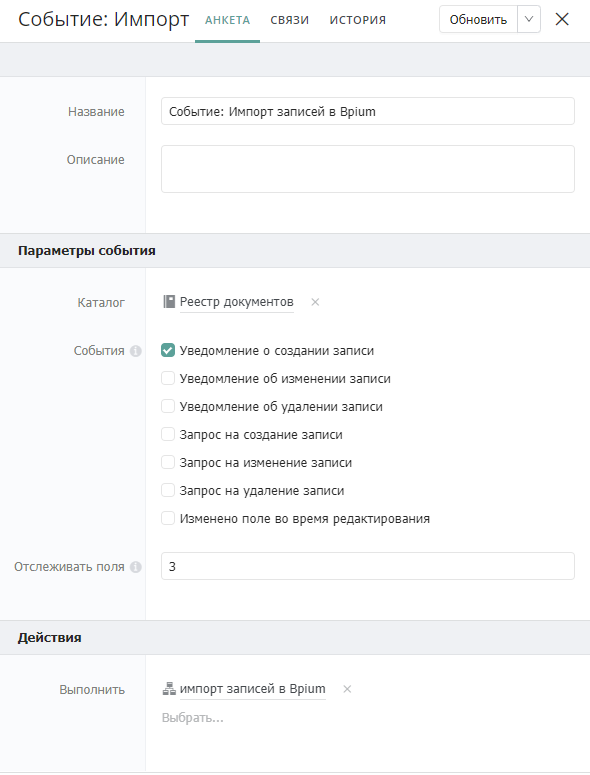 Событие: Импорт АНКЕТА СВЯЗИ ИСТОРИЯ Обновить
Название Событие: Импорт записей в Bpium
Описание
Параметры события
Каталог Реестр документов
События Уведомление о создании записи
Уведомление об изменении записи
Уведомление об удалении записи
Запрос на создание записи
Запрос на изменение записи
Запрос на удаление записи
Изменено поле во время редактирования
Отслеживать поля 3
Действия
Выполнить импорт записей в Bpium
Выбрать...